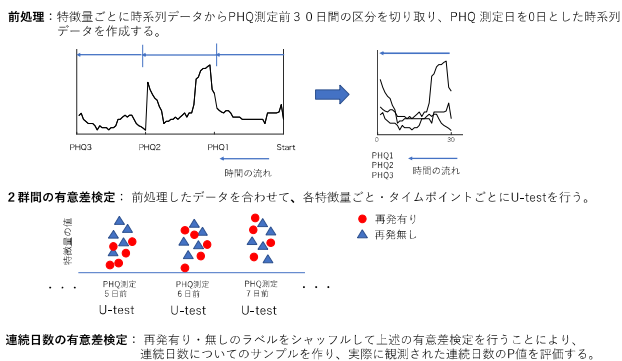 前処理：特徴量ごとに時系列データからPHQ測定前３０日間の区分を切り取り、PHQ 測定日を0日とした時系列
データを作成する。
PHQ3 PHQ2 PHQ1 Start
時間の流れ
0 30
PHQ1
PHQ2
PHQ3
時間の流れ
２群間の有意差検定： 前処理したデータを合わせて、各特徴量ごと・タイムポイントごとにU-testを行う。
特徴量の値
再発有り
再発無し
・・・ PHQ測定 PHQ測定 PHQ測定 ・・・
５日前 ６日前 ７日前
U-test U-test U-test
連続日数の有意差検定： 再発有り・無しのラベルをシャッフルして上述の有意差検定を行うことにより、
連続日数についてのサンプルを作り、実際に観測された連続日数のP値を評価する。